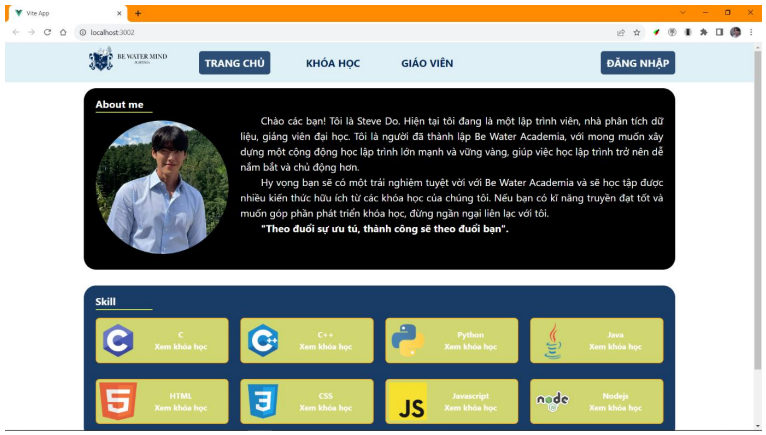 Vite App
localhost:3002
BE WATER MIND
ACADEMIA
TRANG CHỦ
KHÓA HỌC
GIÁO VIÊN
ĐĂNG NHẬP
About me
Chào các bạn! Tôi là Steve Do. Hiện tại tôi đang là một lập trình viên, nhà phân tích dữ
liệu, giảng viên đại học. Tôi là người đã thành lập Be Water Academia, với mong muốn xây
dựng một cộng động học lập trình lớn mạnh và vững vàng, giúp việc học lập trình trở nên dễ
nắm bắt và chủ động hơn.
Hy vọng bạn sẽ có một trải nghiệm tuyệt vời với Be Water Academia và sẽ học tập được
nhiều kiến thức hữu ích từ các khóa học của chúng tôi. Nếu bạn có kĩ năng truyền đạt tốt và
muốn góp phần phát triển khóa học, đừng ngần ngại liên lạc với tôi.
"Theo đuổi sự ưu tú, thành công sẽ theo đuổi bạn".
Skill
C
C
Xem khóa học
C++
C++
Xem khóa học
Python
Xem khóa học
Java
Java
Xem khóa học
5
HTML
Xem khóa học
3
CSS
Xem khóa học
JS
Javascript
Xem khóa học
node
Nodejs
Xem khóa học